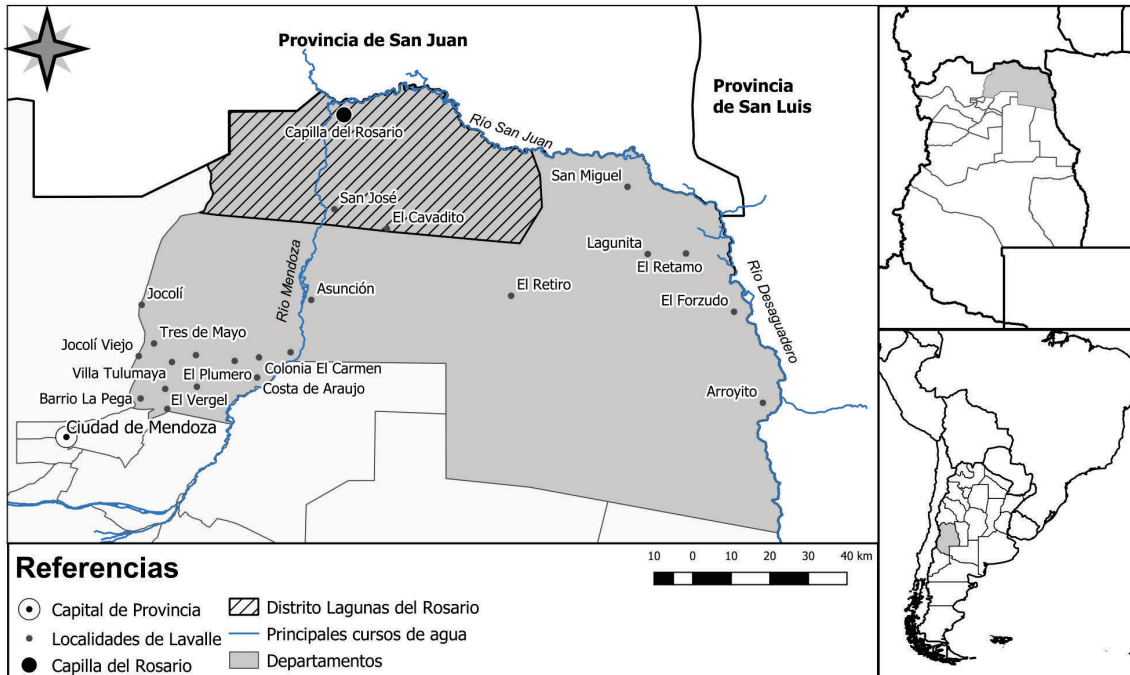 Provincia de San Juan
Provincia
de San Luis
Capilla del Rosario
Río San Juan
San Miguel
San José
El Cavadito
Lagunita
El Retamo
Río Mendoza
Asunción
El Retiro
El Forzudo
Río Desaguadero
Jocolí
Tres de Mayo
Jocolí Viejo
Villa Tulumaya
El Plumero
Colonia El Carmen
Costa de Araujo
Barrio La Pega
El Vergel
Arroyito
Ciudad de Mendoza
Referencias
10 0 10 20 30 40 km
Capital de Provincia
Localidades de Lavalle
Capilla del Rosario
Distrito Lagunas del Rosario
Principales cursos de agua
Departamentos